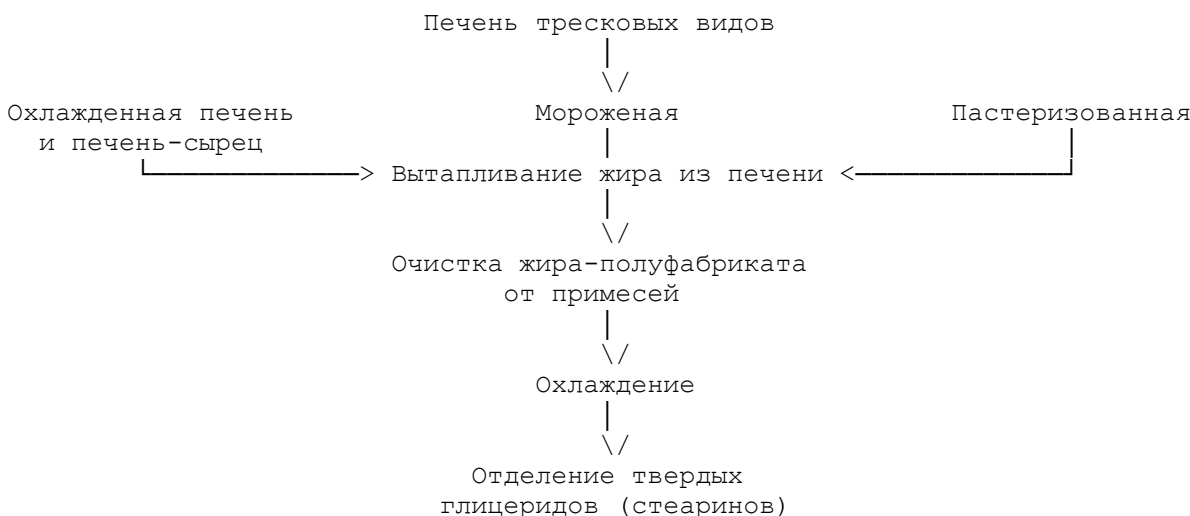 Печень тресковых видов
Охлажденная печень Мороженая Пастеризованная
и печень-сырец
Вытапливание жира из печени
Очистка жира-полуфабриката
от примесей
Охлаждение
Отделение твердых
глицеридов (стеаринов)